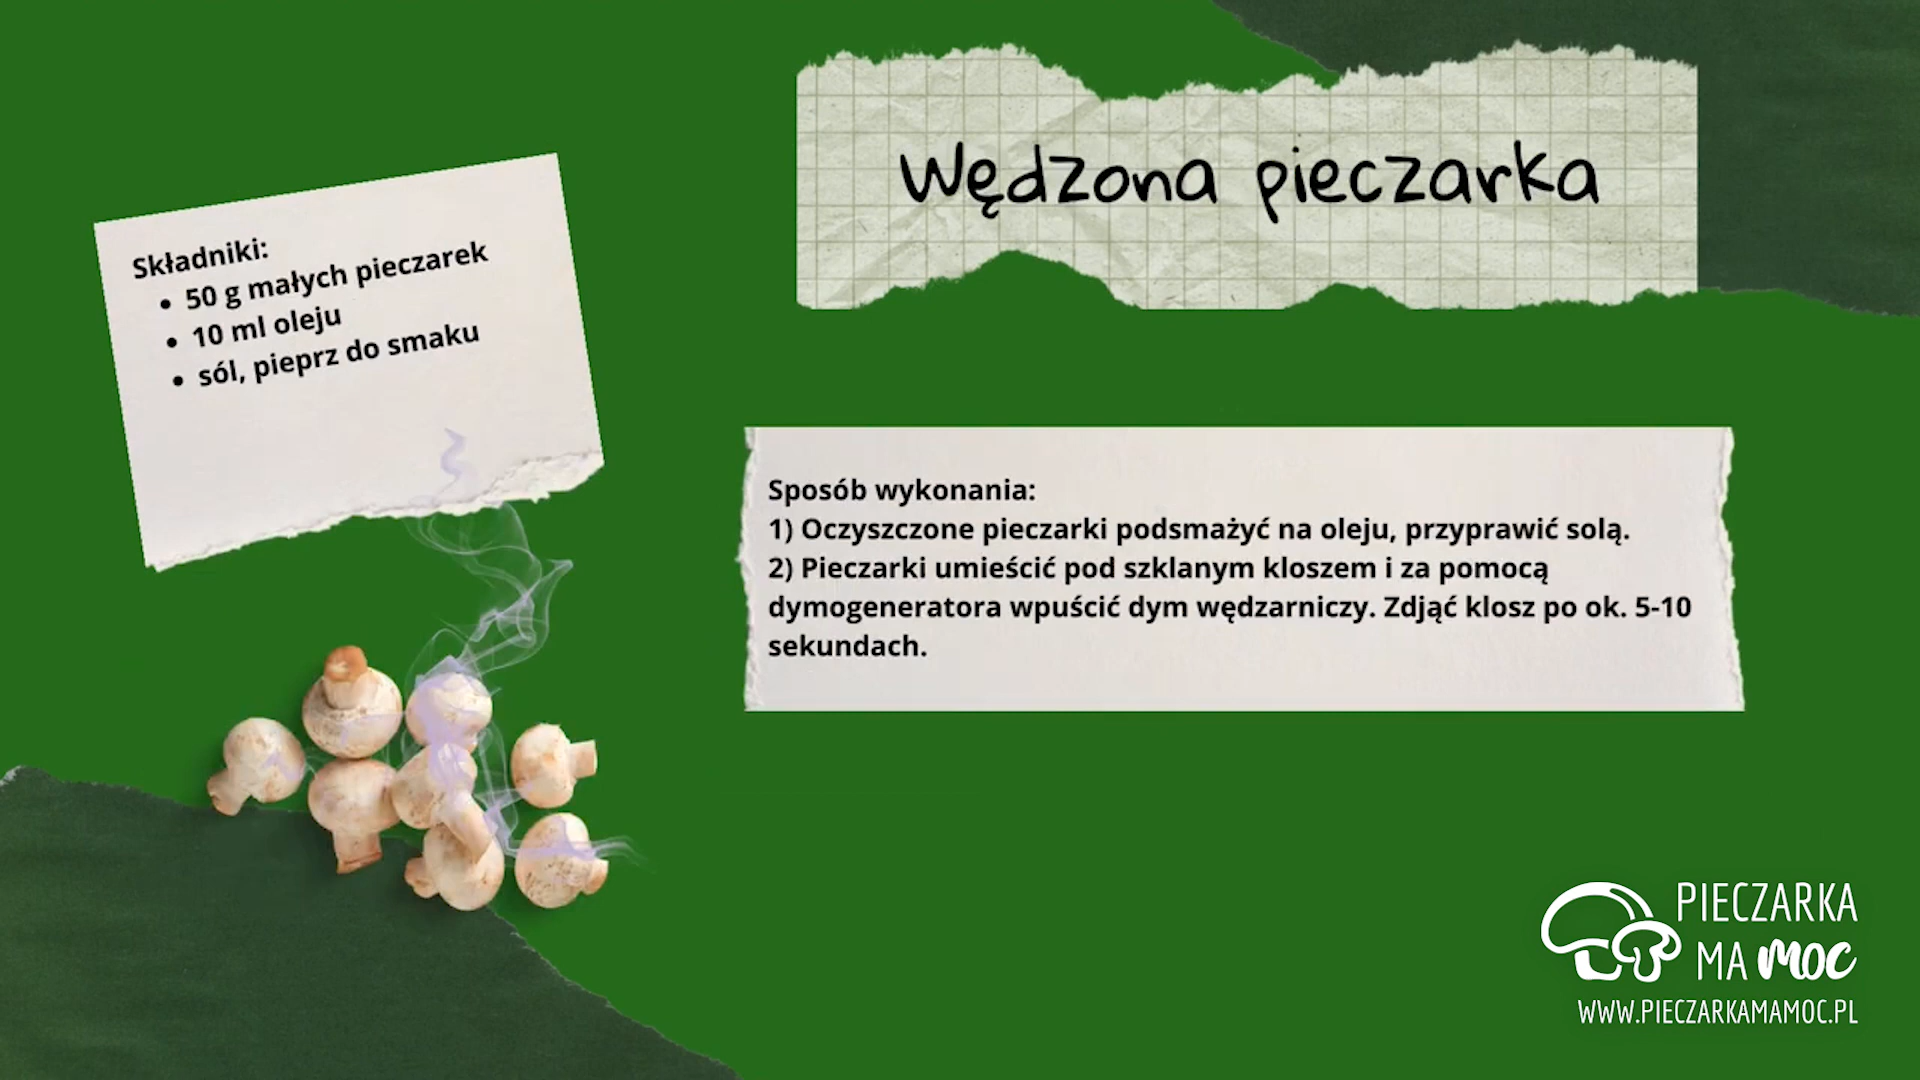 Wędzona pieczarka
Składniki:
• 50 g małych pieczarek
• 10 ml oleju
• sól, pieprz do smaku
Sposób wykonania:
1) Oczyszczone pieczarki podsmażyć na oleju, przyprawić solą.
2) Pieczarki umieścić pod szklanym kloszem i za pomocą
dymogeneratora wpuścić dym wędzarniczy. Zdjąć klosz po ok. 5-10
sekundach.
PIECZARKA
MA MOC
WWW.PIECZARKAMAMOC.PL